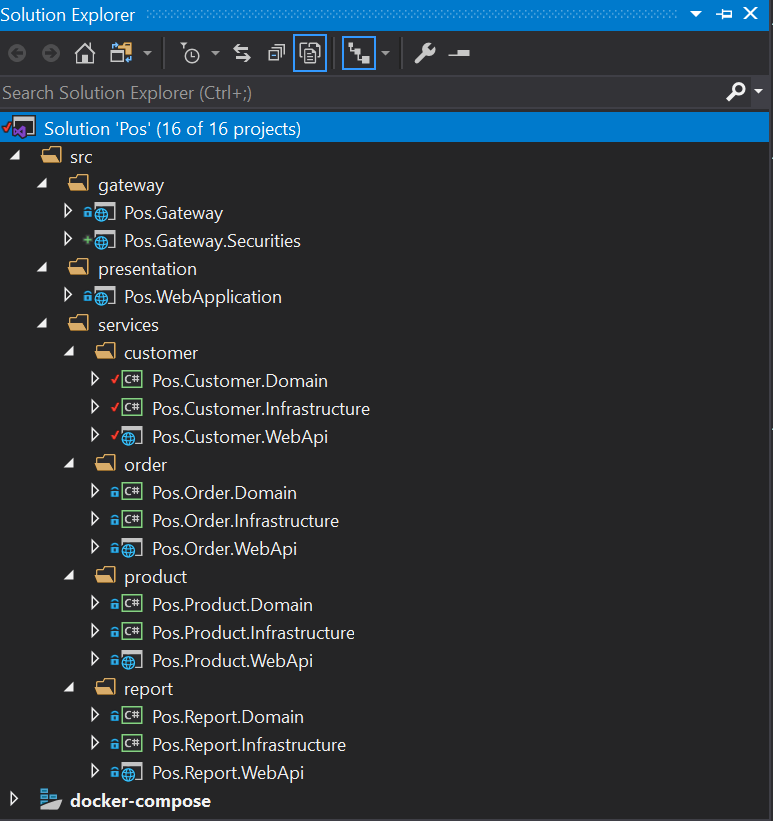 Solution Explorer
Search Solution Explorer (Ctrl+;)
Solution 'Pos' (16 of 16 projects)
src
gateway
Pos.Gateway
Pos.Gateway.Securities
presentation
Pos.WebApplication
services
customer
C# Pos.Customer.Domain
C# Pos.Customer.Infrastructure
Pos.Customer.WebApi
order
C# Pos.Order.Domain
C# Pos.Order.Infrastructure
Pos.Order.WebApi
product
C# Pos.Product.Domain
C# Pos.Product.Infrastructure
Pos.Product.WebApi
report
C# Pos.Report.Domain
C# Pos.Report.Infrastructure
Pos.Report.WebApi
docker-compose